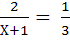 2/(X+1) = 1/3